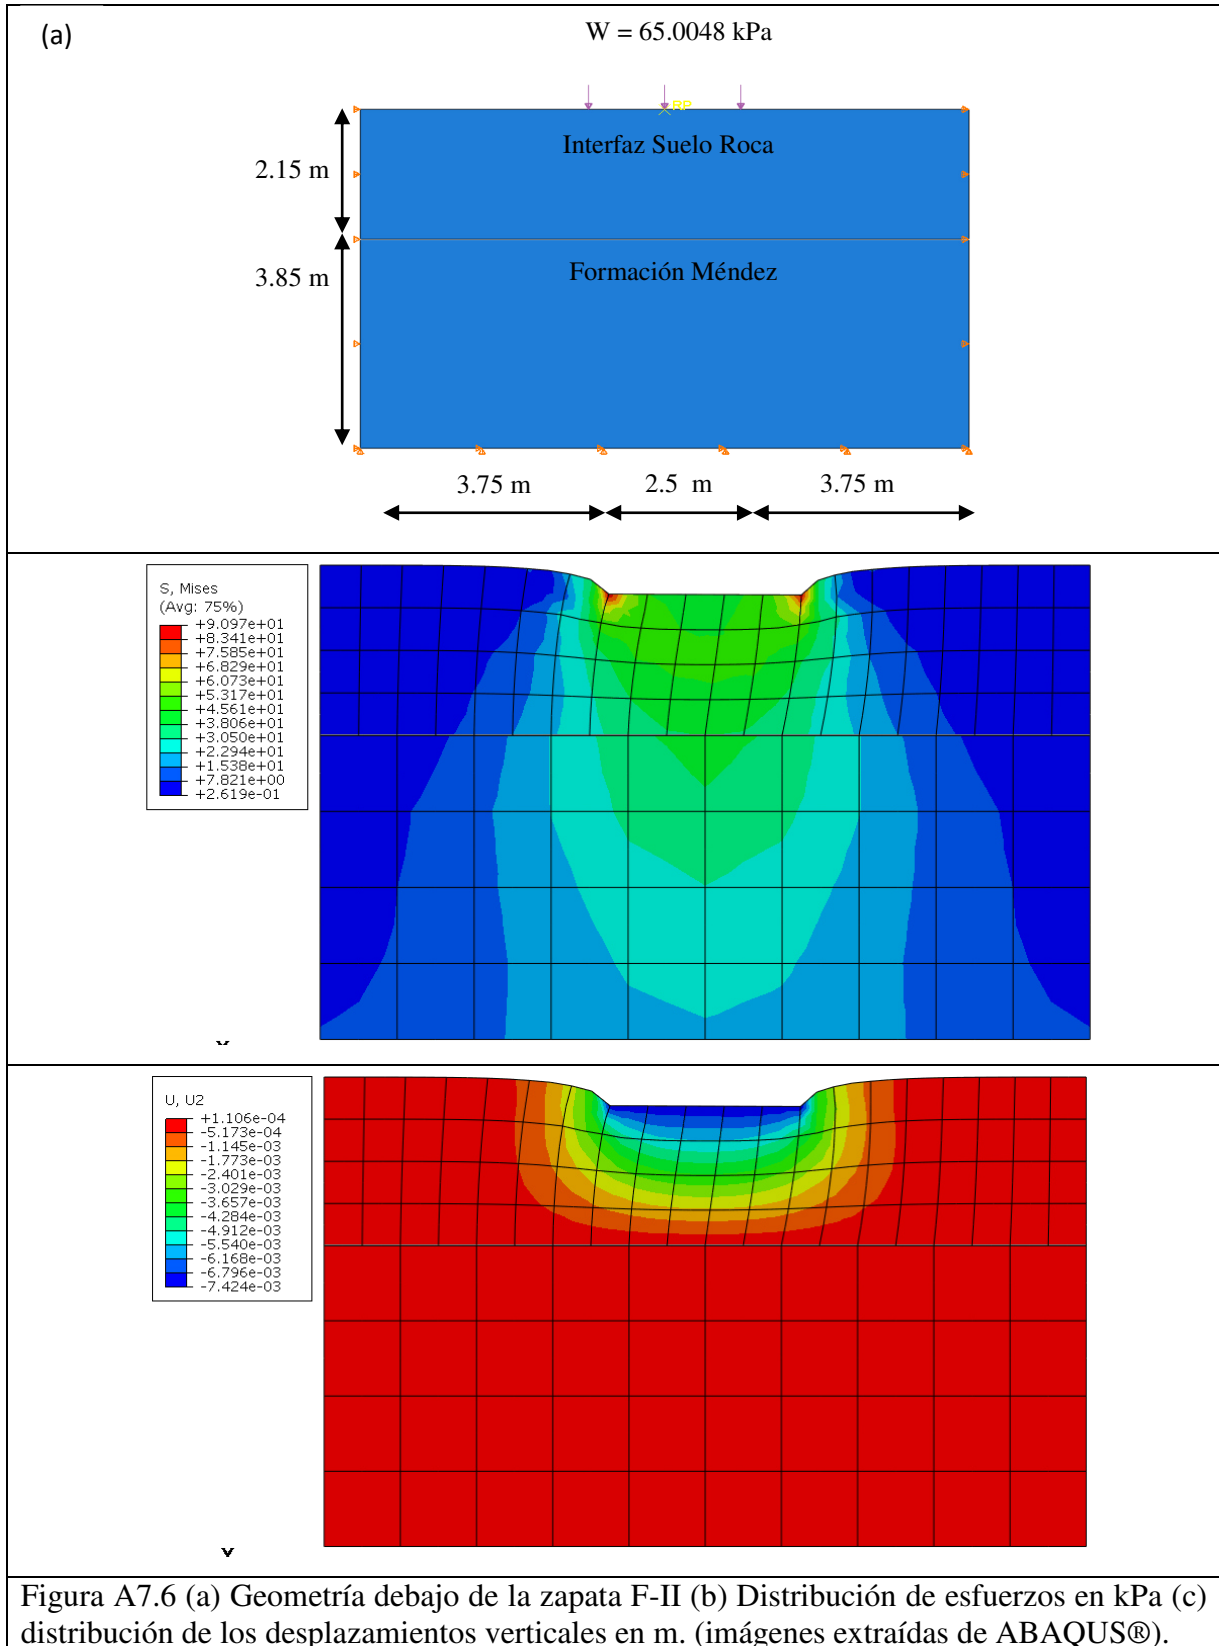 (a)
W = 65.0048 kPa
RP
Interfaz Suelo Roca
2.15 m
Formación Méndez
3.85 m
3.75 m
2.5 m
3.75 m
S, Mises
(Avg: 75%)
+9.097e+01
+8.341e+01
+7.585e+01
+6.829e+01
+6.073e+01
+5.317e+01
+4.561e+01
+3.806e+01
+3.050e+01
+2.294e+01
+1.538e+01
+7.821e+00
+2.619e-01
U, U2
+1.106e-04
-5.173e-04
-1.145e-03
-1.773e-03
-2.401e-03
-3.029e-03
-3.657e-03
-4.284e-03
-4.912e-03
-5.540e-03
-6.168e-03
-6.796e-03
-7.424e-03
Figura A7.6 (a) Geometría debajo de la zapata F-II (b) Distribución de esfuerzos en kPa (c)
distribución de los desplazamientos verticales en m. (imágenes extraídas de ABAQUS®).